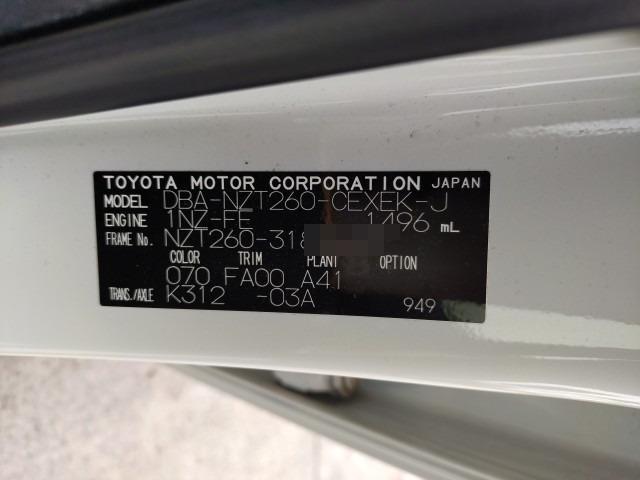 TOYOTA MOTOR CORPORATION JAPAN
MODEL DBA-NZT260-CEXEK-J
ENGINE 1NZ-FE 1496 mL
FRAME No. NZT260-318
COLOR TRIM PLANT OPTION
070 FA00 A41
TRANS./AXLE K312 -03A 949